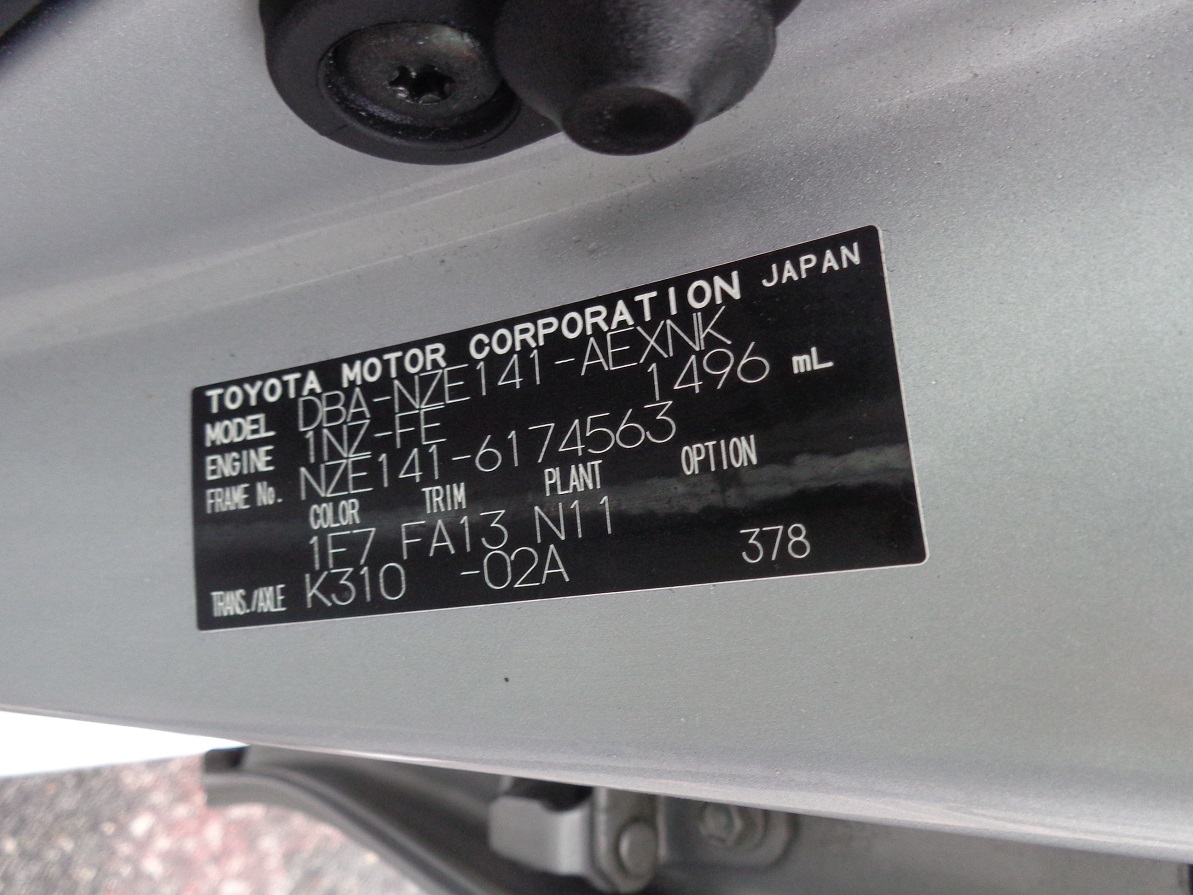 TOYOTA MOTOR CORPORATION JAPAN
MODEL DBA-NZE141-AEXNK
ENGINE 1NZ-FE 1496 mL
FRAME No. NZE141-6174563
COLOR TRIM PLANT OPTION
1F7 FA13 N11
TRANS./AXLE K310 -02A 378